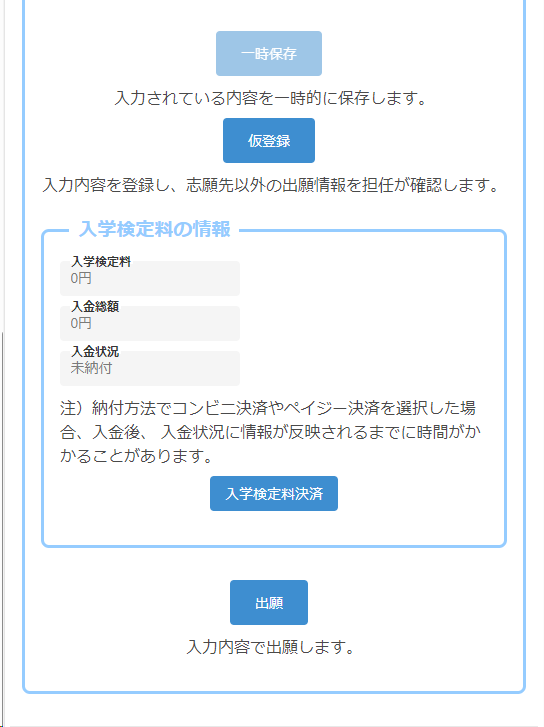 一時保存
入力されている内容を一時的に保存します。
仮登録
入力内容を登録し、志願先以外の出願情報を担任が確認します。
入学検定料の情報
入学検定料
0円
入金総額
0円
入金状況
未納付
注）納付方法でコンビニ決済やペイジー決済を選択した場
合、入金後、 入金状況に情報が反映されるまでに時間がか
かることがあります。
入学検定料決済
出願
入力内容で出願します。